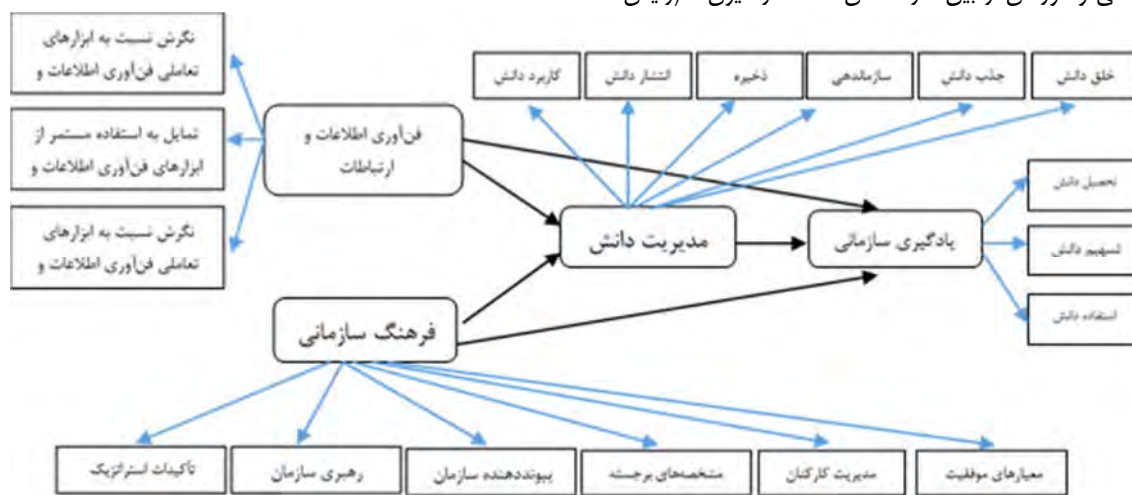 نگرش نسبت به ابزارهای
تعاملی فن‌آوری اطلاعات و
تمایل به استفاده مستمر از
ابزارهای فن‌آوری اطلاعات و
نگرش نسبت به ابزارهای
تعاملی فن‌آوری اطلاعات و
فن‌آوری اطلاعات و
ارتباطات
خلق دانش
جذب دانش
سازماندهی
ذخیره
انتشار دانش
کاربرد دانش
مدیریت دانش
یادگیری سازمانی
تحصیل دانش
تسهیم دانش
استفاده دانش
فرهنگ سازمانی
معیارهای موفقیت
مدیریت کارکنان
مشخصه‌های برجسته
پیونددهنده سازمان
رهبری سازمان
تأکیدات استراتژیک